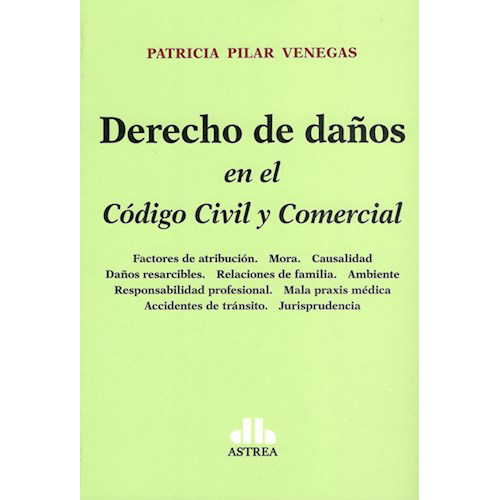 PATRICIA PILAR VENEGAS
Derecho de daños
en el
Código Civil y Comercial
Factores de atribución. Mora. Causalidad
Daños resarcibles. Relaciones de familia. Ambiente
Responsabilidad profesional. Mala praxis médica
Accidentes de tránsito. Jurisprudencia
ASTREA